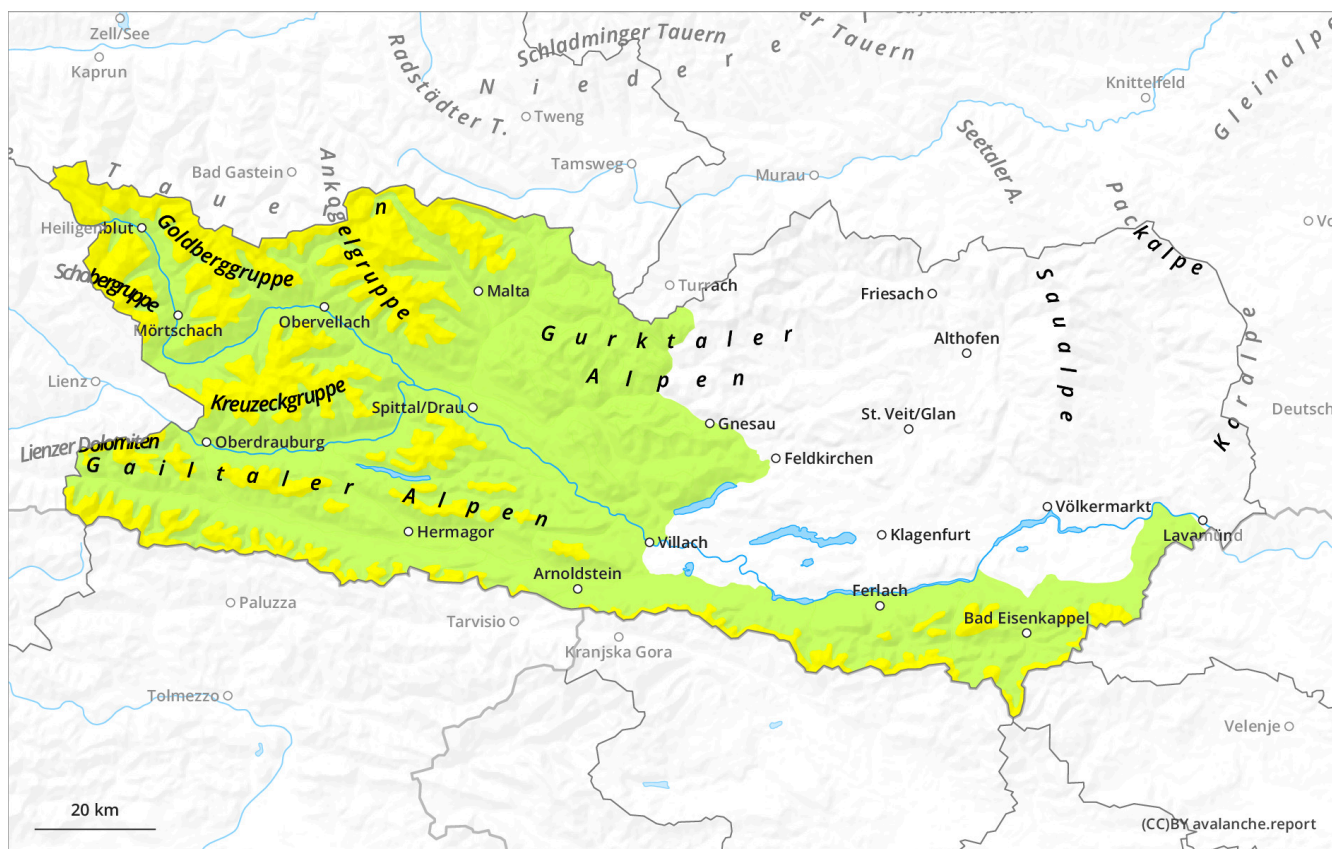 Zell/See
Kaprun
Schladminger Tauern
Niedere
er Tauern
Radstädter T.
Tweng
Knittelfeld
Gleinalpe
Tamsweg
Murau
Seetaler A.
Bad Gastein
Tauern
Ankogelgruppe
Packalpe
Heiligenblut
Goldberggruppe
Schobergruppe
Mörtschach
Obervellach
Malta
Turrach
Friesach
Saualpe
Koralpe
Gurktaler
Alpen
Althofen
Lienz
Kreuzeckgruppe
Spittal/Drau
Gnesau
St. Veit/Glan
Deutsch
Lienzer Dolomiten
Oberdrauburg
Feldkirchen
Gailtaler Alpen
Hermagor
Villach
Klagenfurt
Völkermarkt
Lavamünd
Arnoldstein
Ferlach
Bad Eisenkappel
Paluzza
Tarvisio
Kranjska Gora
Tolmezzo
Velenje
20 km
(CC)BY avalanche.report